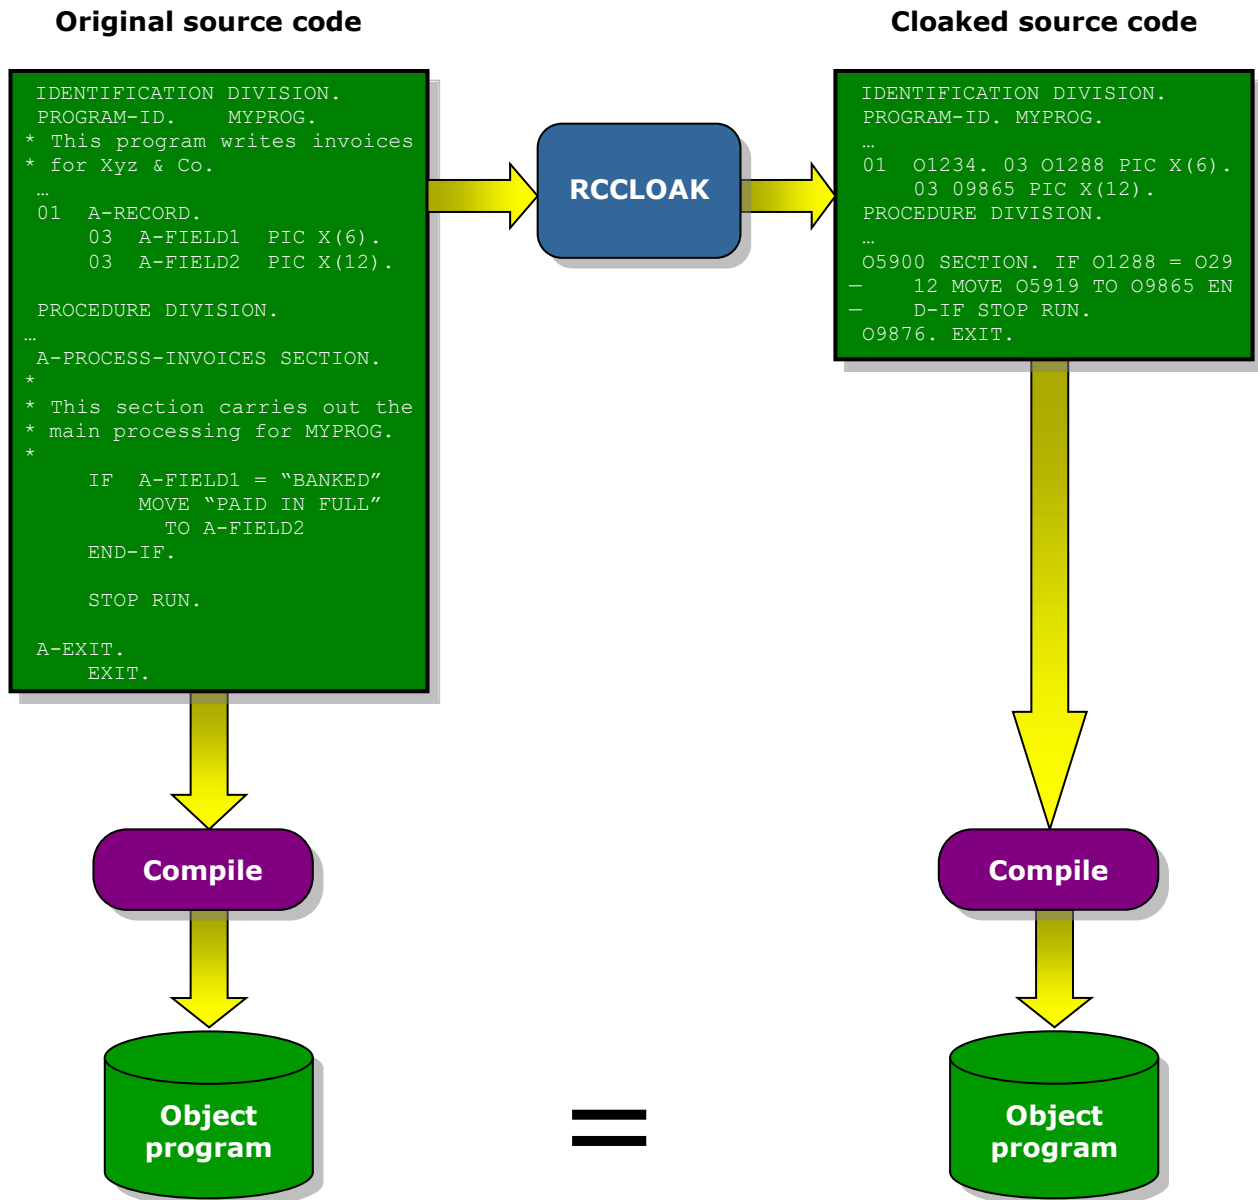 Original source code
IDENTIFICATION DIVISION.
PROGRAM-ID.    MYPROG.
* This program writes invoices
* for Xyz & Co.
…
01  A-RECORD.
03  A-FIELD1  PIC X(6).
03  A-FIELD2  PIC X(12).
PROCEDURE DIVISION.
…
A-PROCESS-INVOICES SECTION.
*
* This section carries out the
* main processing for MYPROG.
*
IF  A-FIELD1 = “BANKED”
MOVE “PAID IN FULL”
TO A-FIELD2
END-IF.
STOP RUN.
A-EXIT.
EXIT.
RCCLOAK
Cloaked source code
IDENTIFICATION DIVISION.
PROGRAM-ID. MYPROG.
…
01  O1234. 03 O1288 PIC X(6).
03 09865 PIC X(12).
PROCEDURE DIVISION.
…
O5900 SECTION. IF O1288 = O29
–    12 MOVE O5919 TO O9865 EN
–    D-IF STOP RUN.
O9876. EXIT.
Compile
Compile
Object
program
=
Object
program